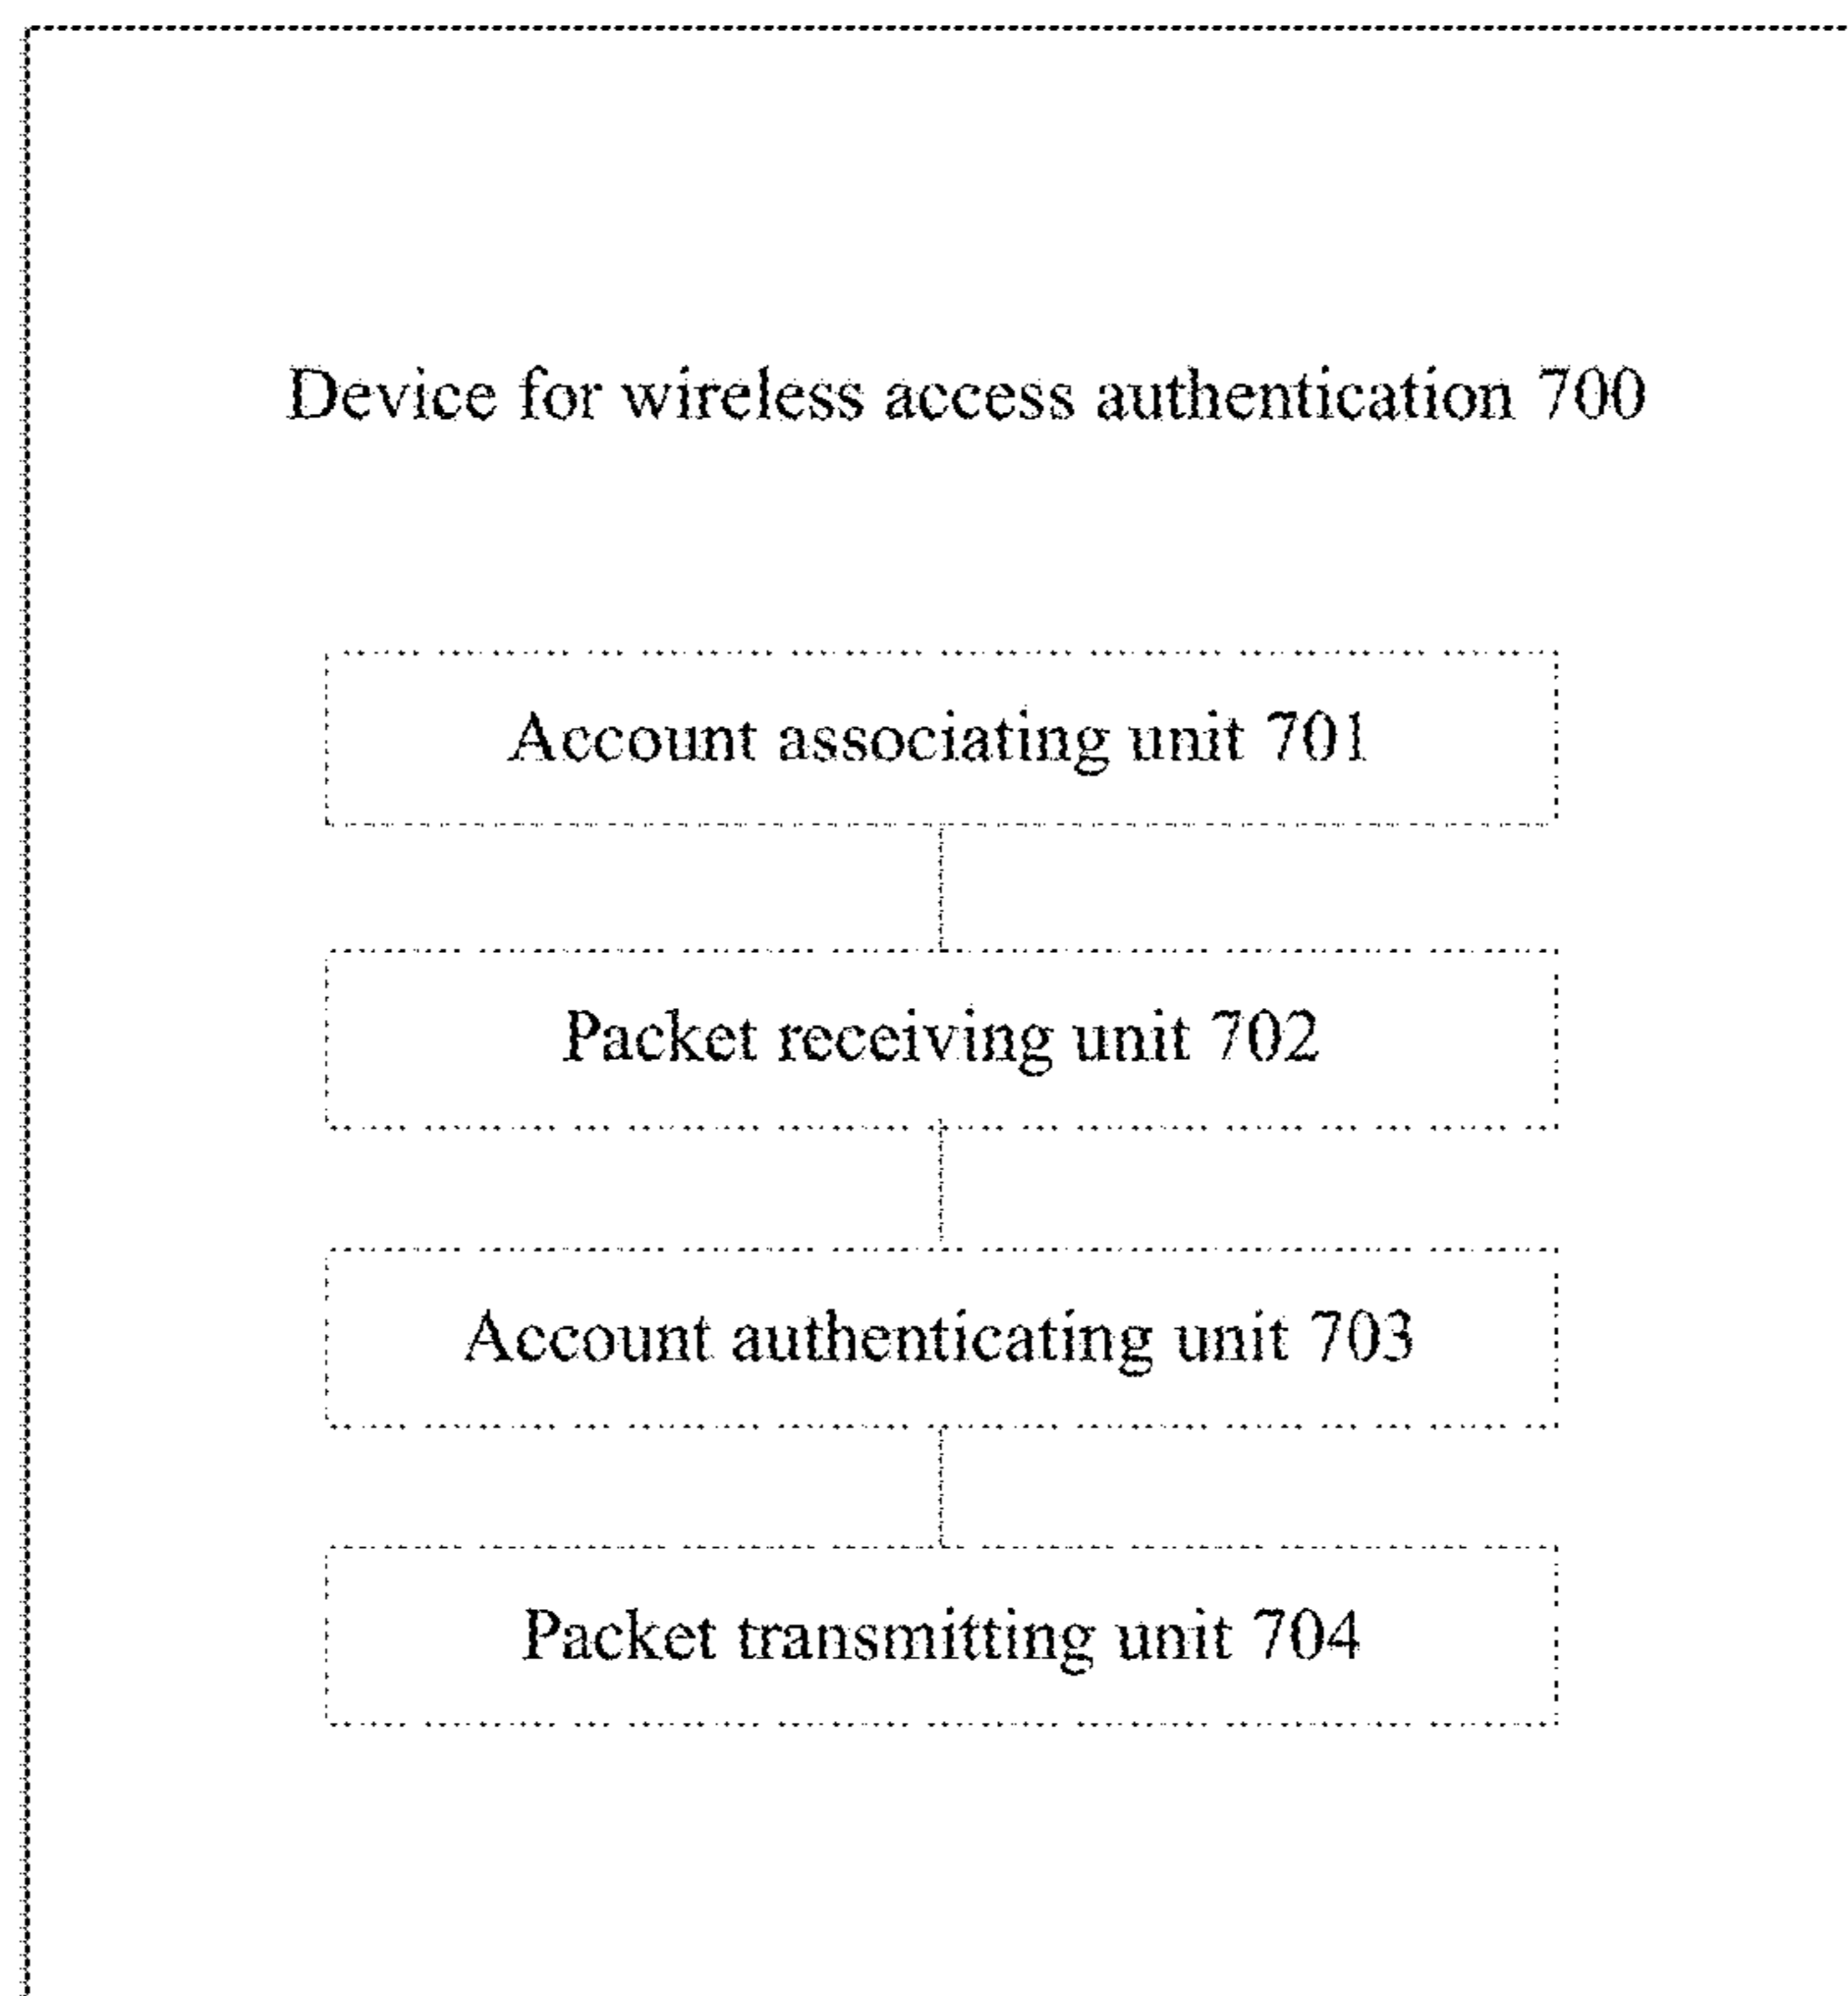 Device for wireless access authentication 700
Account associating unit 701
Packet receiving unit 702
Account authenticating unit 703
Packet transmitting unit 704